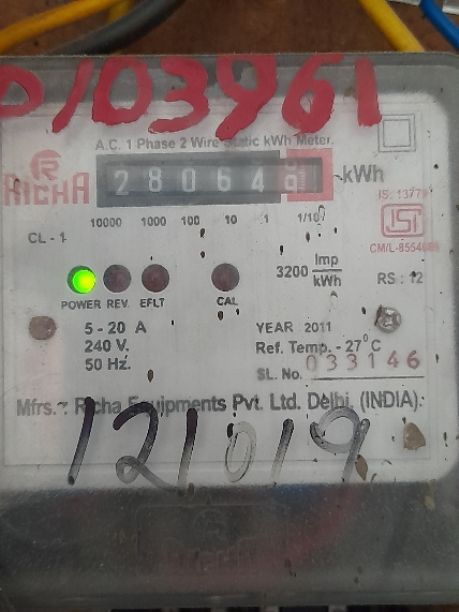 0103961
A.C. 1 Phase 2 Wire Static kWh Meter.
R
RICHA
28064 kWh
IS: 13779
10000 1000 100 10 1 1/10
CL - 1
ISI
3200 Imp/kWh
RS : 12
POWER REV. EFLT CAL
5 - 20 A
240 V.
50 Hz.
YEAR 2011
Ref. Temp. - 27°C
SL. No. 033146
Mfrs. : Richa Equipments Pvt. Ltd. Delhi, (INDIA).
121019